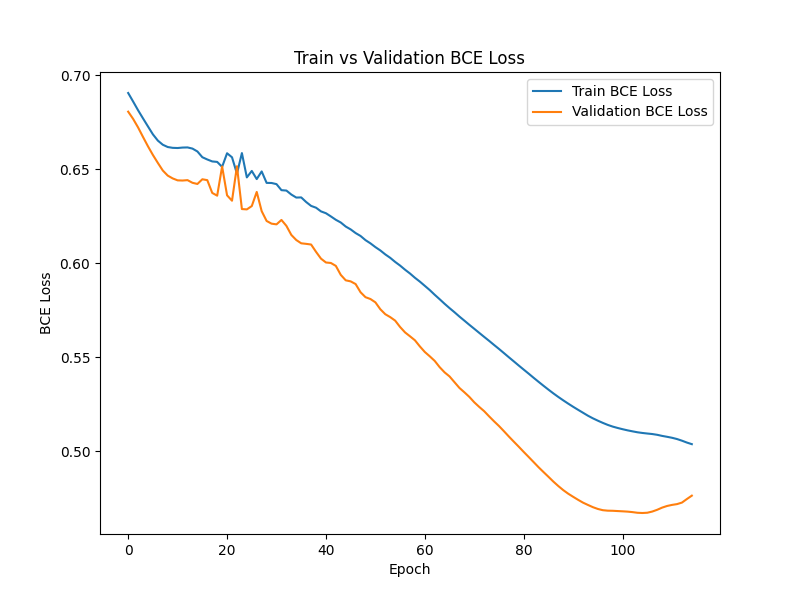 Train vs Validation BCE Loss
Train BCE Loss
Validation BCE Loss
0.70
0.65
0.60
0.55
0.50
BCE Loss
0 20 40 60 80 100
Epoch